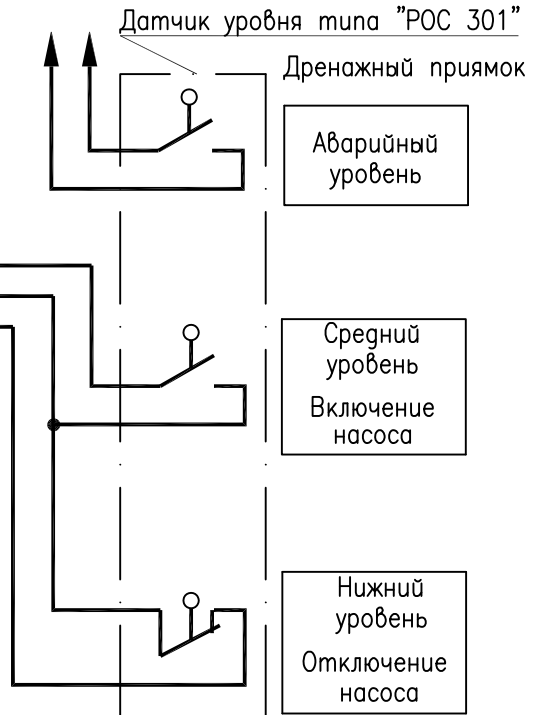 Датчик уровня типа "РОС 301"
Дренажный приямок
Аварийный
уровень
Средний
уровень
Включение
насоса
Нижний
уровень
Отключение
насоса